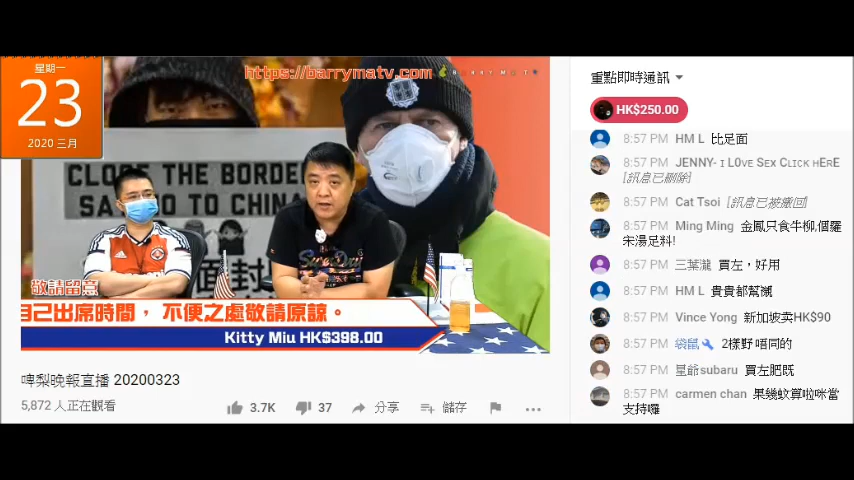 星期一
23
2020 三月
https://barrymatv.com
BARRYMATV
CLOSE THE BORDER
SAY NO TO CHINA
面封
敬請留意
自己出席時間， 不便之處敬請原諒。
Kitty Miu HK$398.00
啤梨晚報直播 20200323
5,872 人正在觀看
3.7K
37
分享
儲存
重點即時通訊
HK$250.00
8:57 PM HM L 比足面
8:57 PM JENNY- ɪ L0ᴠᴇ Sᴇx Cʟɪᴄᴋ ʜEʀE
[訊息已刪除]
8:57 PM Cat Tsoi [訊息已被撤回]
8:57 PM Ming Ming 金鳳只食牛柳,個羅
宋湯足料!
8:57 PM 三葉瀧 買左，好用
8:57 PM HM L 貴貴都幫襯
8:57 PM Vince Yong 新加坡卖HK$90
8:57 PM 袋鼠 2樣野 唔同的
8:57 PM 星爺subaru 買左肥既
8:57 PM carmen chan 果幾蚊算啦咪當
支持囉